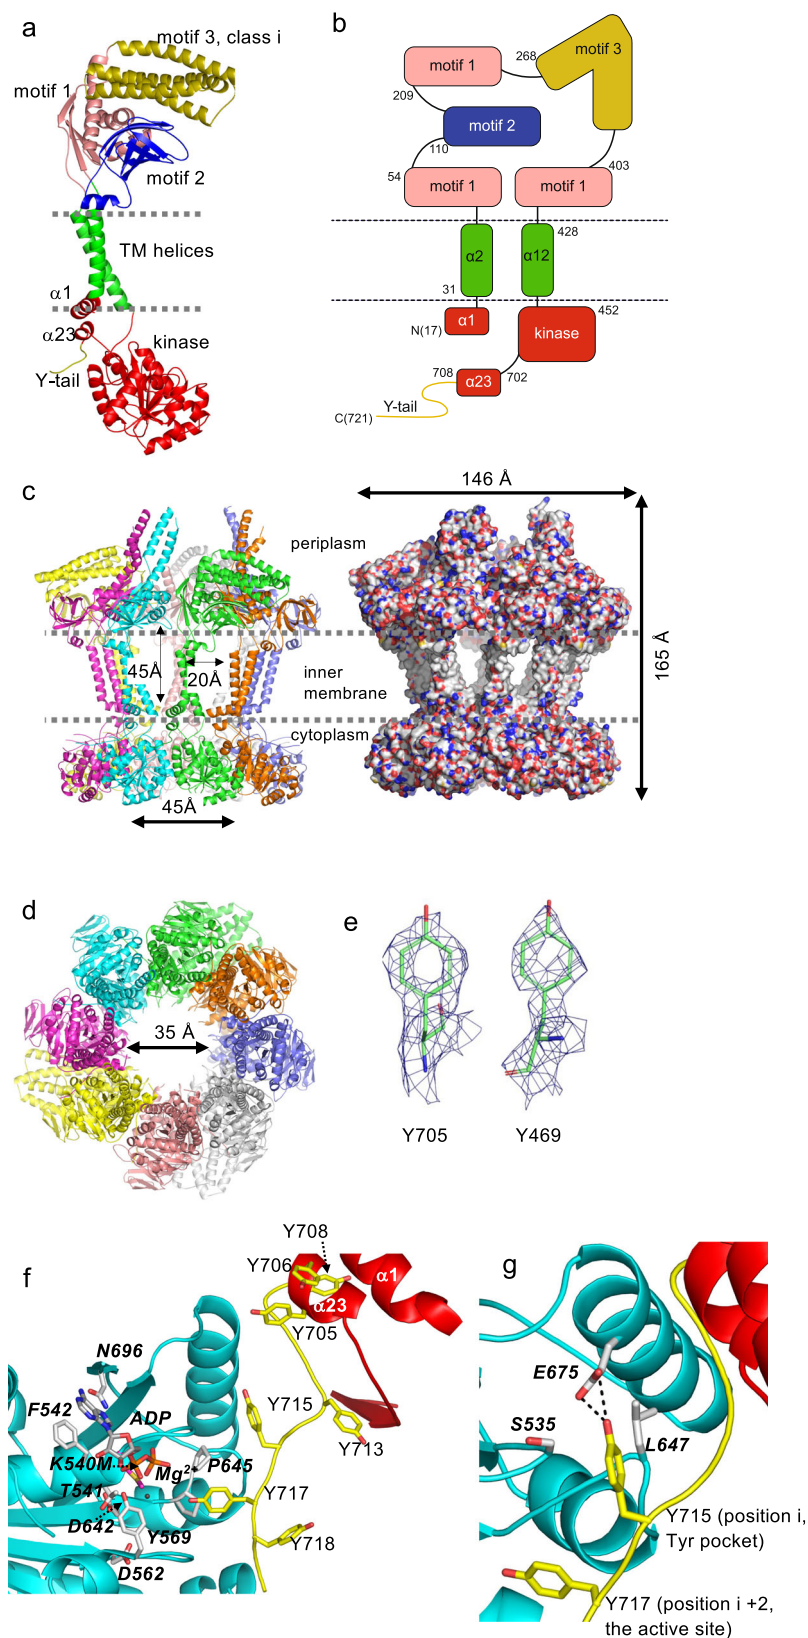 a
motif 3, class i
motif 1
motif 2
TM helices
α1
α23
kinase
Y-tail
b
268
motif 3
motif 1
209
motif 2
110
54
403
motif 1
motif 1
428
α2
α12
31
452
α1
N(17)
kinase
708
α23
702
Y-tail
C(721)
c
146 Å
periplasm
45Å
20Å
inner
membrane
165 Å
cytoplasm
45Å
d
35 Å
e
Y705
Y469
f
Y708
Y706
α1
α23
Y705
N696
F542
ADP
Y715
Y713
K540M
Mg2+
P645
T541
Y717
D642
Y569
Y718
D562
g
E675
S535
L647
Y715 (position i,
Tyr pocket)
Y717 (position i +2,
the active site)